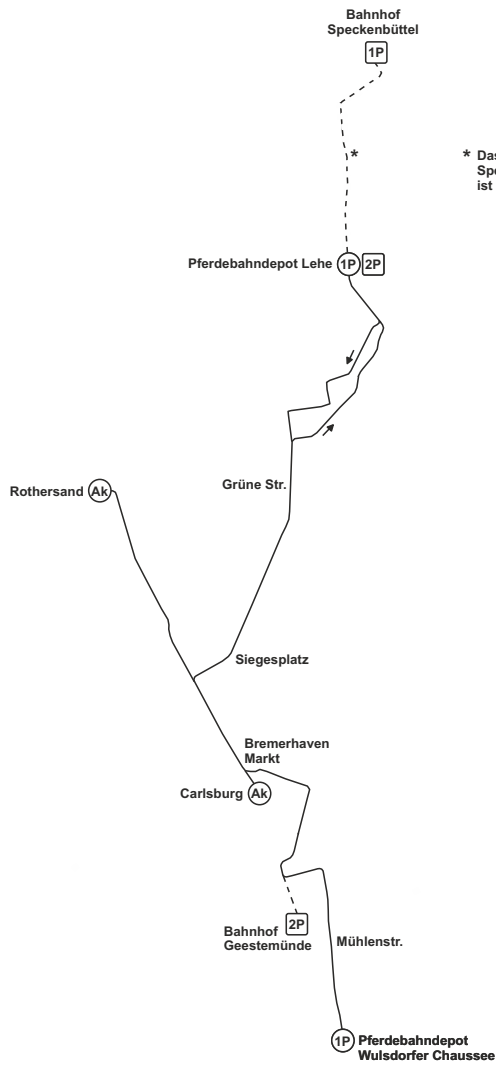 Bahnhof
Speckenbüttel
1P
*
* Das
Spe
ist
Pferdebahndepot Lehe 1P 2P
Grüne Str.
Rothersand Ak
Siegesplatz
Bremerhaven
Markt
Carlsburg Ak
2P
Bahnhof
Geestemünde
Mühlenstr.
1P Pferdebahndepot
Wulsdorfer Chaussee